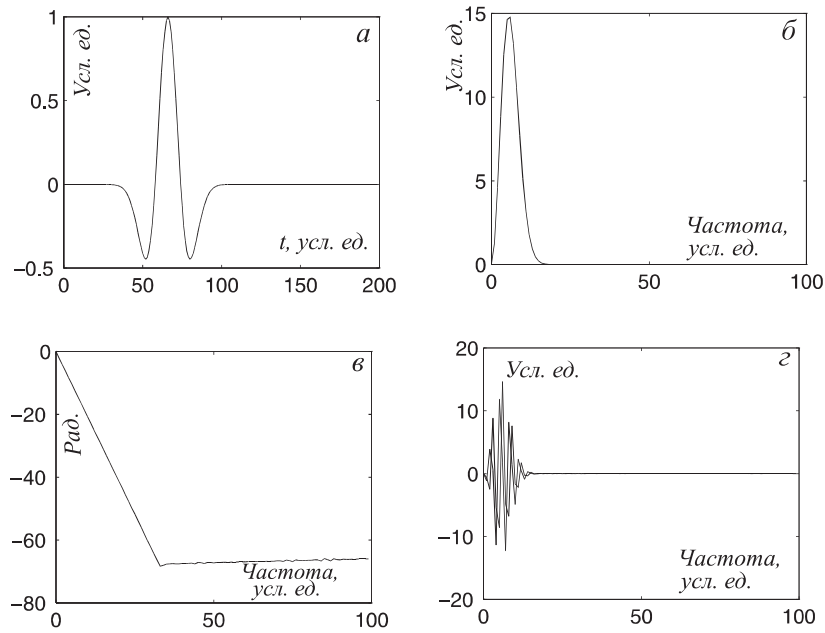 а
Усл. ед.
1
0.5
0
−0.5
0
50
100
150
200
t, усл. ед.
б
Усл. ед.
15
10
5
0
0
50
100
Частота,
усл. ед.
в
Рад.
0
−20
−40
−60
−80
0
50
100
Частота,
усл. ед.
г
Усл. ед.
20
10
0
−10
−20
0
50
100
Частота,
усл. ед.